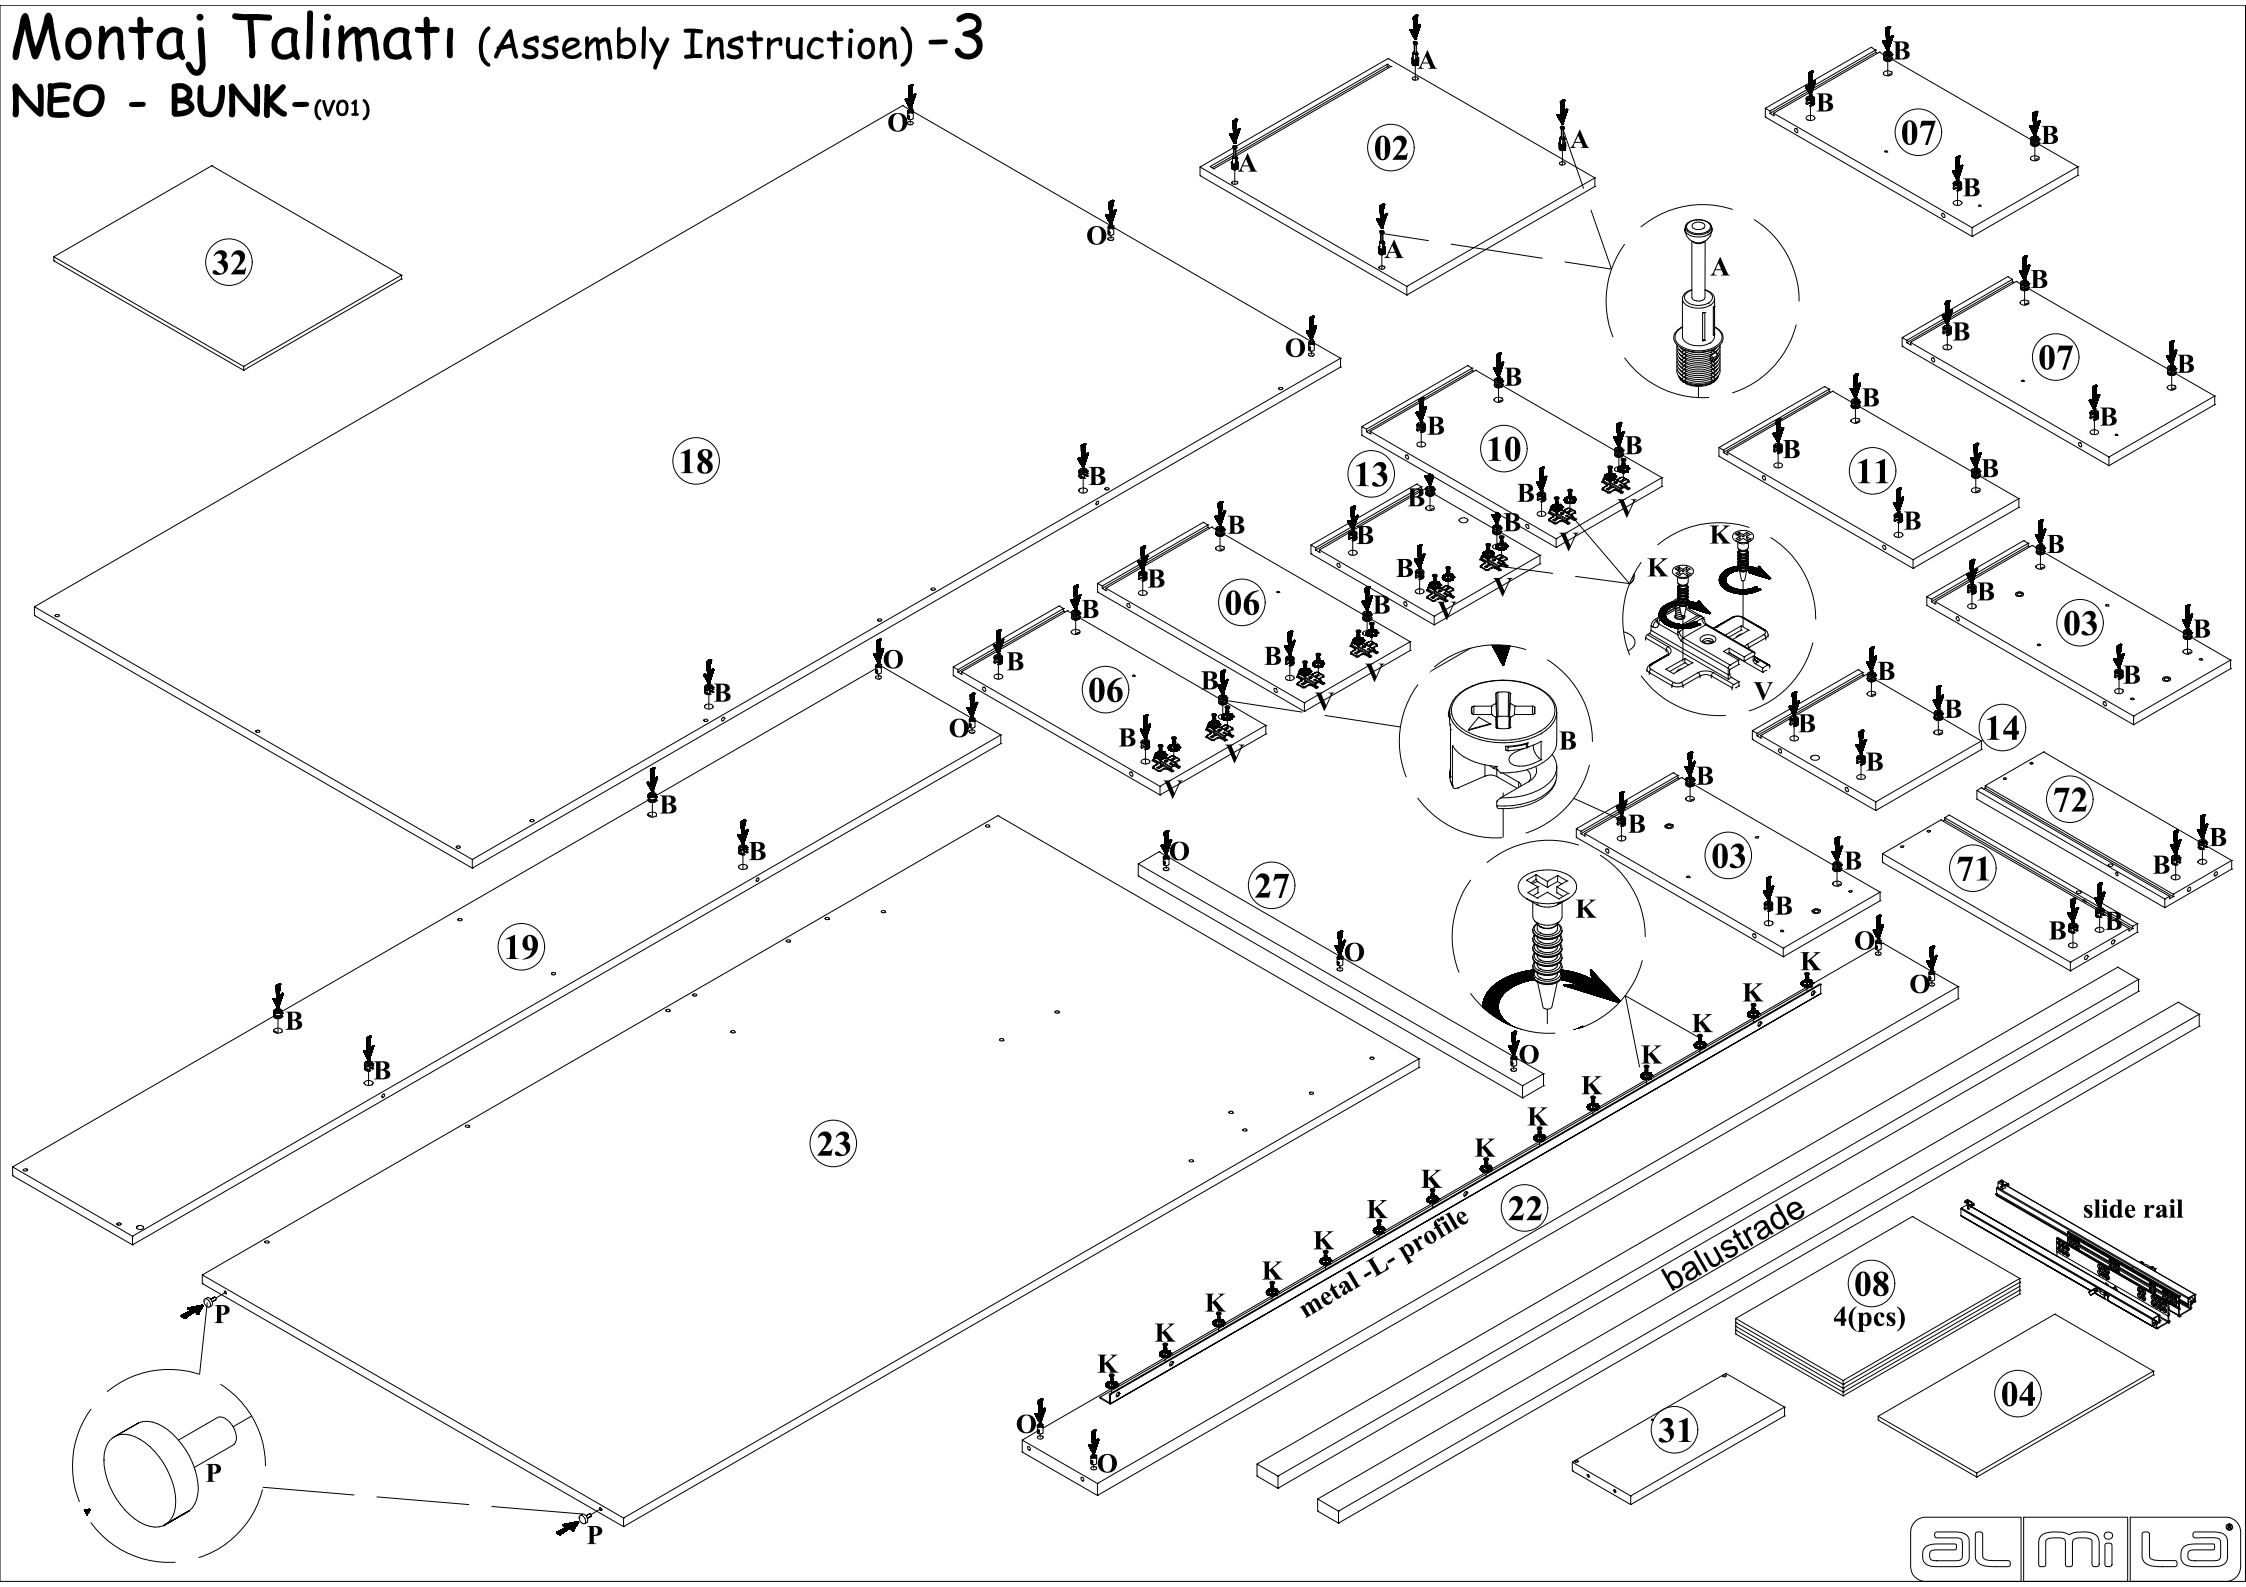 Montaj Talimatı (Assembly Instruction) -3
NEO - BUNK-(V01)
O
A
B
B
02
A
07
B
A
B
32
O
A
A
B
B
O
07
B
B
B
B
10
B
B
18
13
11
B
B
B
B
V
B
B
B
B
V
K
K
B
B
06
B
B
B
V
V
03
B
B
B
06
B
B
B
V
V
V
B
B
B
14
B
B
B
O
O
B
V
V
B
B
72
B
B
03
B
B
B
71
B
B
B
B
B
O
27
O
K
O
O
O
19
B
B
23
K
K
K
K
K
K
K
K
K
K
K
K
K
K
metal -L- profile
22
balustrade
slide rail
08
4(pcs)
04
31
O
O
P
P
P
almila®